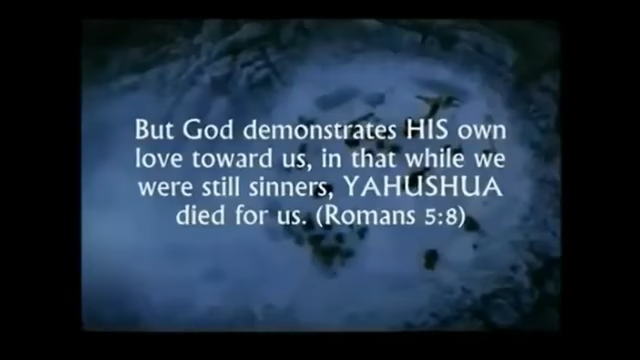 But God demonstrates HIS own
love toward us, in that while we
were still sinners, YAHUSHUA
died for us. (Romans 5:8)